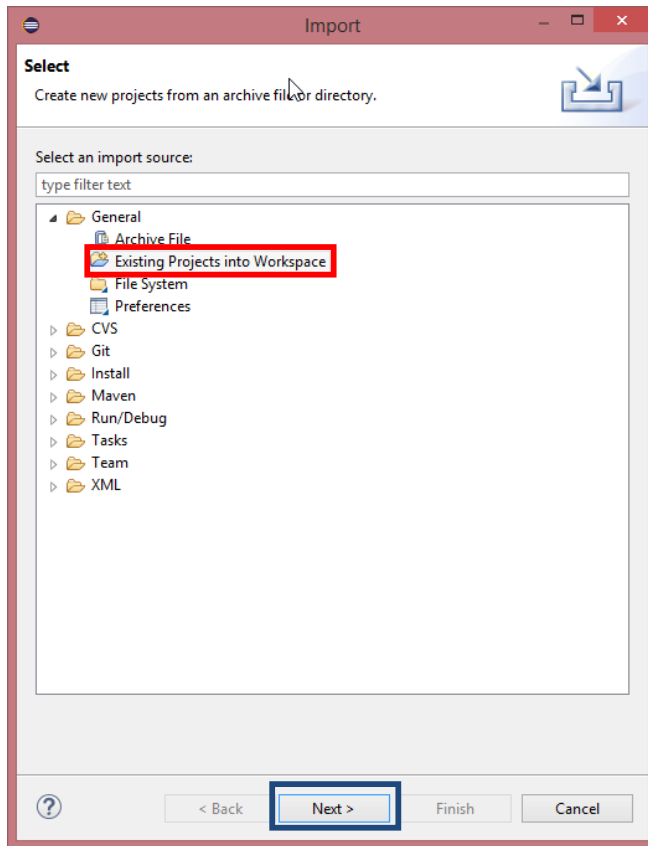 Import
Select
Create new projects from an archive file or directory.
Select an import source:
type filter text
General
Archive File
Existing Projects into Workspace
File System
Preferences
CVS
Git
Install
Maven
Run/Debug
Tasks
Team
XML
?
< Back Next > Finish Cancel